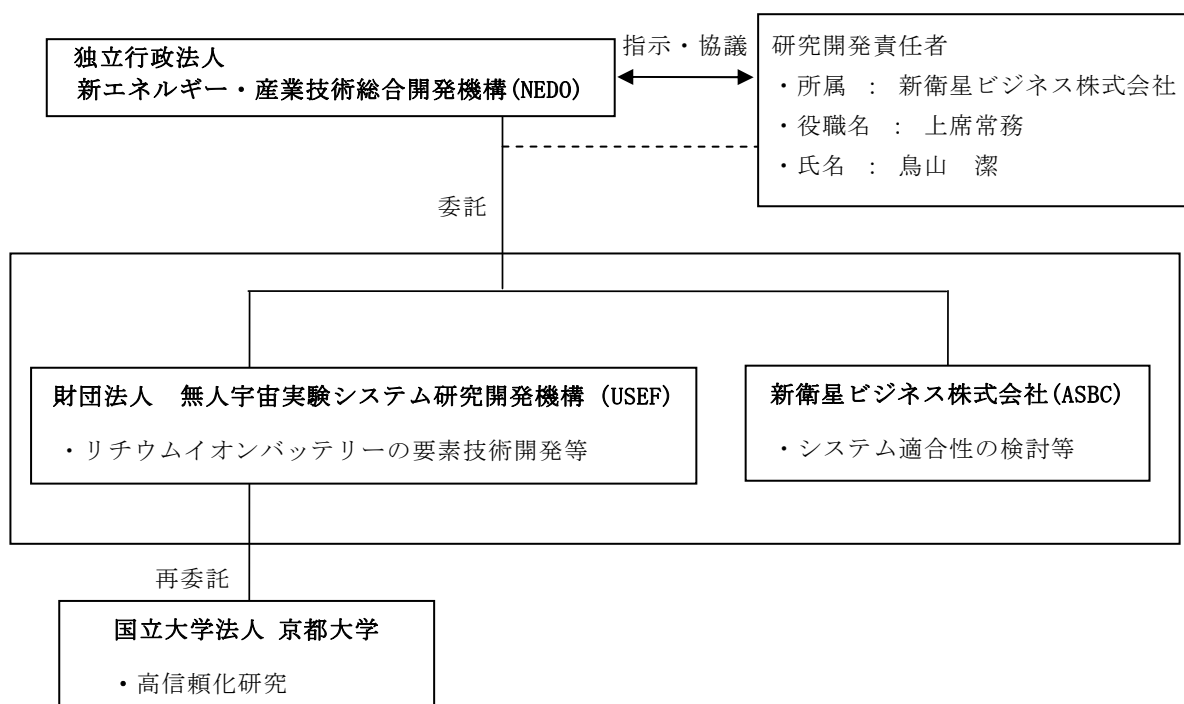 独立行政法人
新エネルギー・産業技術総合開発機構(NEDO)
指示・協議
研究開発責任者
・所属 : 新衛星ビジネス株式会社
・役職名 : 上席常務
・氏名 : 鳥山 潔
委託
財団法人 無人宇宙実験システム研究開発機構 (USEF)
・リチウムイオンバッテリーの要素技術開発等
新衛星ビジネス株式会社(ASBC)
・システム適合性の検討等
再委託
国立大学法人 京都大学
・高信頼化研究